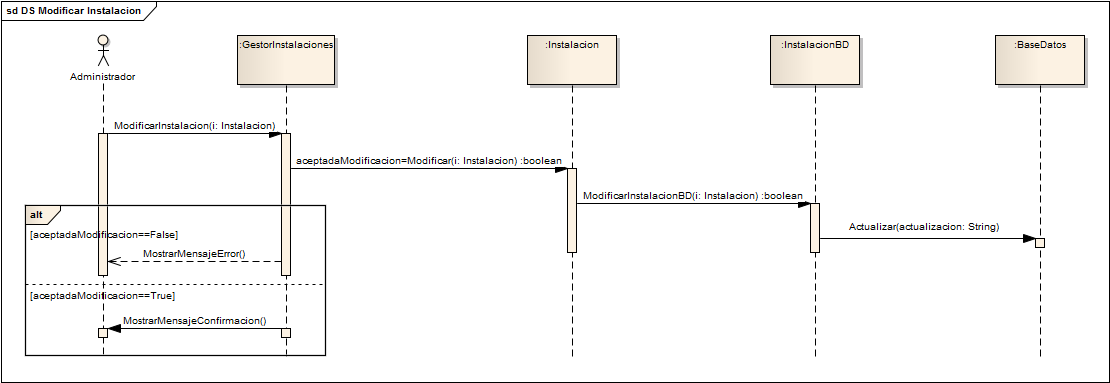 sd DS Modificar Instalacion
Administrador
:GestorInstalaciones
:Instalacion
:InstalacionBD
:BaseDatos
ModificarInstalacion(i: Instalacion)
aceptadaModificacion=Modificar(i: Instalacion) :boolean
ModificarInstalacionBD(i: Instalacion) :boolean
Actualizar(actualizacion: String)
alt
[aceptadaModificacion==False]
MostrarMensajeError()
[aceptadaModificacion==True]
MostrarMensajeConfirmacion()